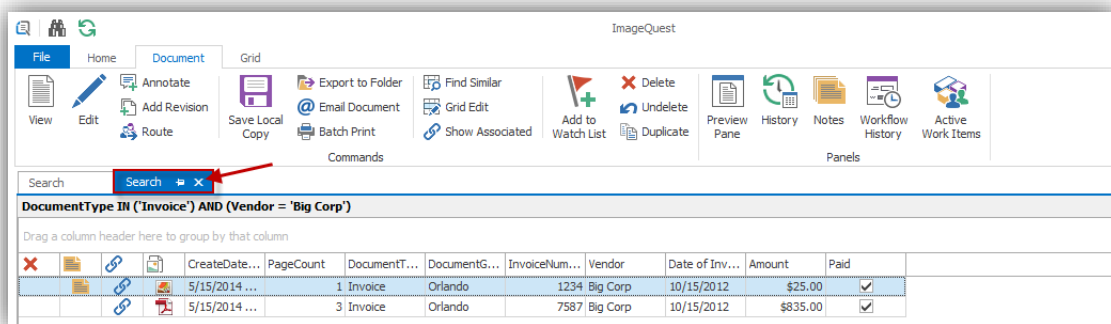 ImageQuest
File Home Document Grid
View Edit Annotate Add Revision Route Save Local Copy Export to Folder Email Document Batch Print Find Similar Grid Edit Show Associated Add to Watch List Delete Undelete Duplicate Preview Pane History Notes Workflow History Active Work Items
Commands Panels
Search Search
DocumentType IN ('Invoice') AND (Vendor = 'Big Corp')
Drag a column header here to group by that column
CreateDate... PageCount DocumentT... DocumentG... InvoiceNum... Vendor Date of Inv... Amount Paid
5/15/2014 ... 1 Invoice Orlando 1234 Big Corp 10/15/2012 $25.00
5/15/2014 ... 3 Invoice Orlando 7587 Big Corp 10/15/2012 $835.00